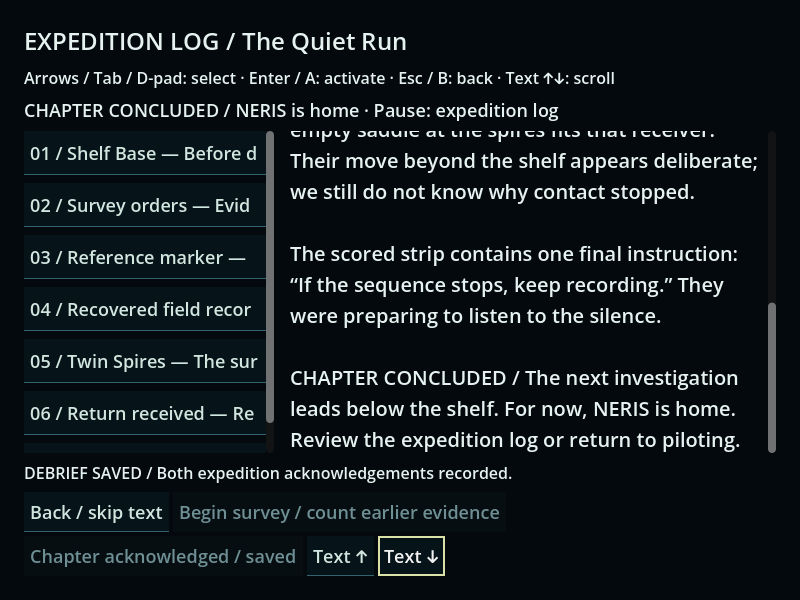 EXPEDITION LOG / The Quiet Run
Arrows / Tab / D-pad: select · Enter / A: activate · Esc / B: back · Text ↑↓: scroll
CHAPTER CONCLUDED / NERIS is home · Pause: expedition log
01 / Shelf Base — Before d
02 / Survey orders — Evid
03 / Reference marker —
04 / Recovered field recor
05 / Twin Spires — The sur
06 / Return received — Re
empty saddle at the spires fits that receiver.
Their move beyond the shelf appears deliberate;
we still do not know why contact stopped.
The scored strip contains one final instruction:
“If the sequence stops, keep recording.” They
were preparing to listen to the silence.
CHAPTER CONCLUDED / The next investigation
leads below the shelf. For now, NERIS is home.
Review the expedition log or return to piloting.
DEBRIEF SAVED / Both expedition acknowledgements recorded.
Back / skip text
Begin survey / count earlier evidence
Chapter acknowledged / saved
Text ↑
Text ↓